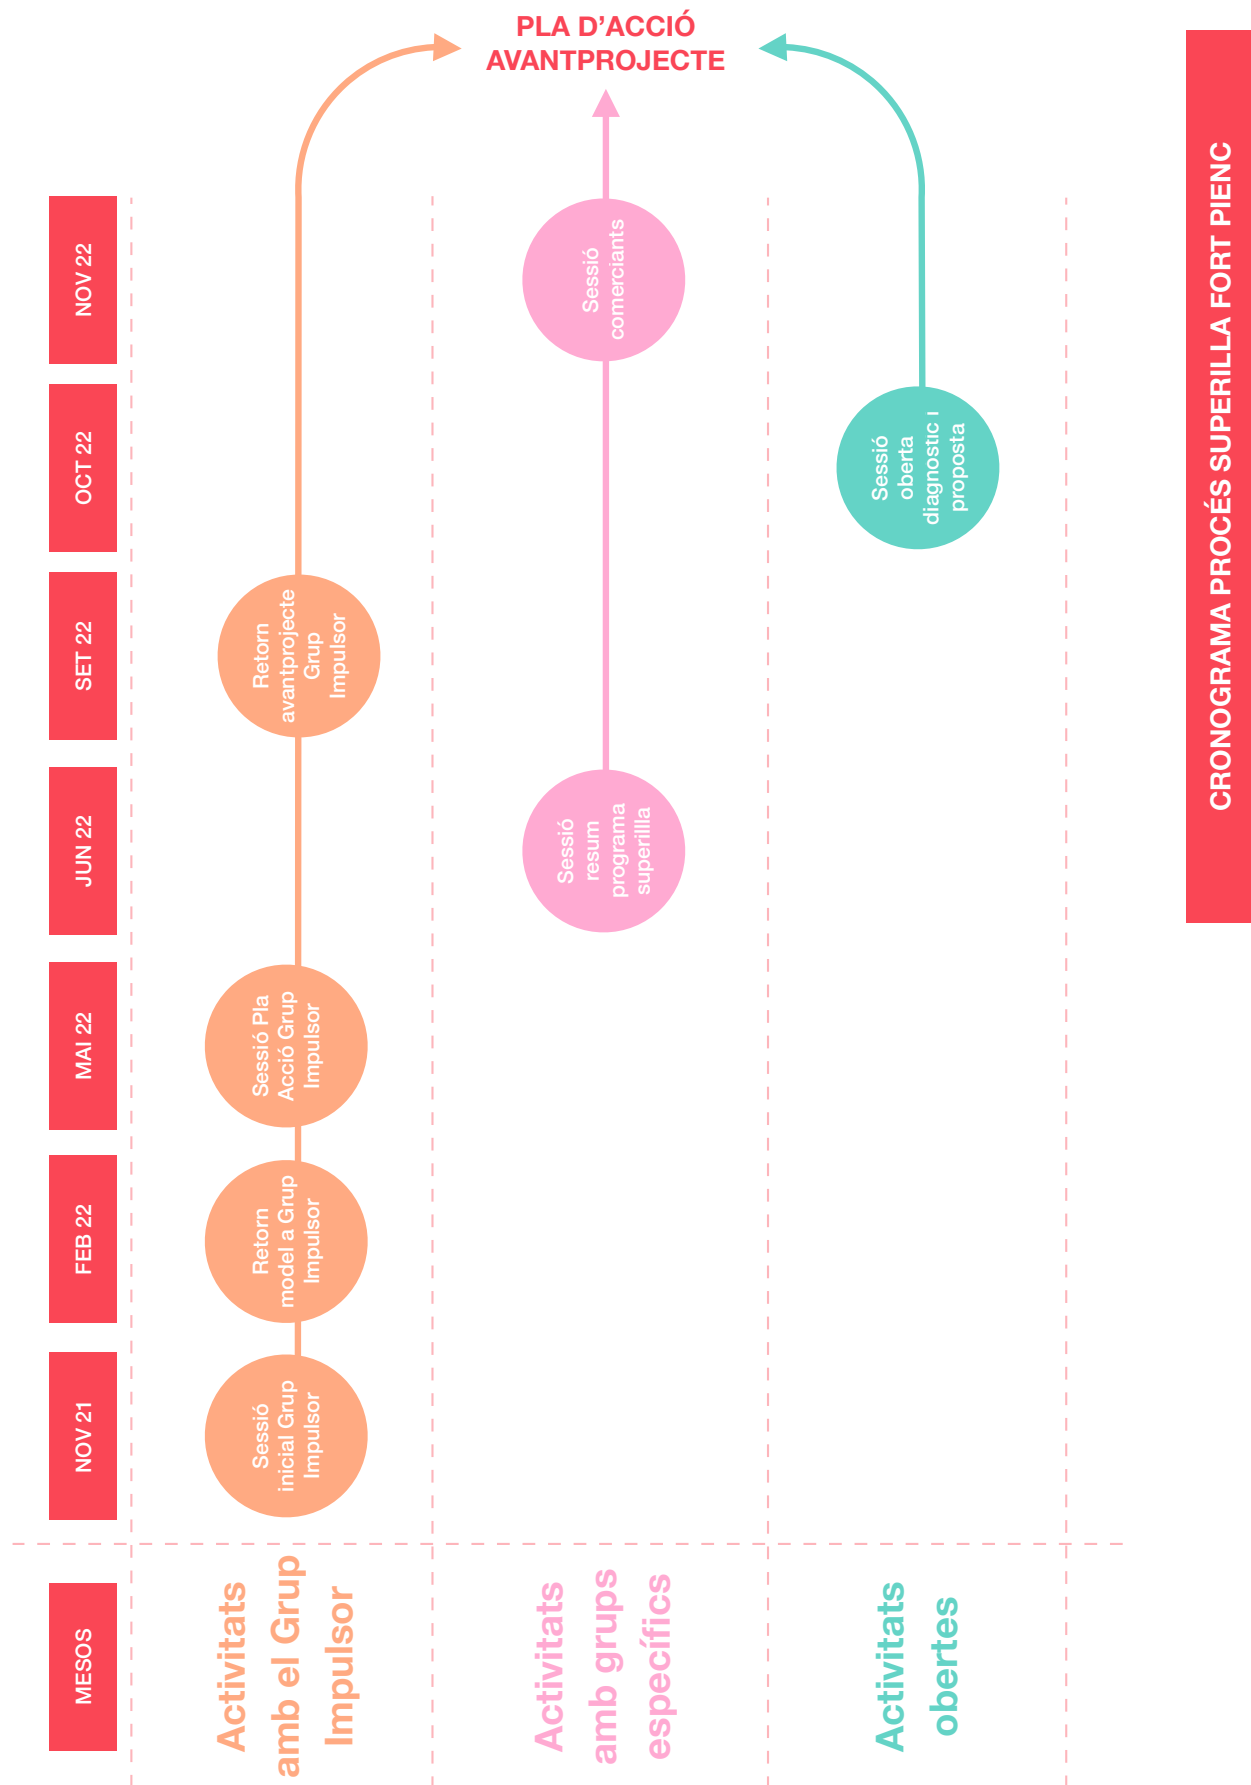 CRONOGRAMA PROCÉS SUPERILLA FORT PIENC
MESOS
NOV 21
FEB 22
MAI 22
JUN 22
SET 22
OCT 22
NOV 22
Activitats
amb el Grup
Impulsor
Sessió
inicial Grup
Impulsor
Retorn
model a Grup
Impulsor
Sessió Pla
Acció Grup
Impulsor
Retorn
avantprojecte
Grup
Impulsor
Activitats
amb grups
específics
Sessió
resum
programa
superillla
Sessió
comerciants
Activitats
obertes
Sessió
oberta
diagnostic i
proposta
PLA D’ACCIÓ
AVANTPROJECTE